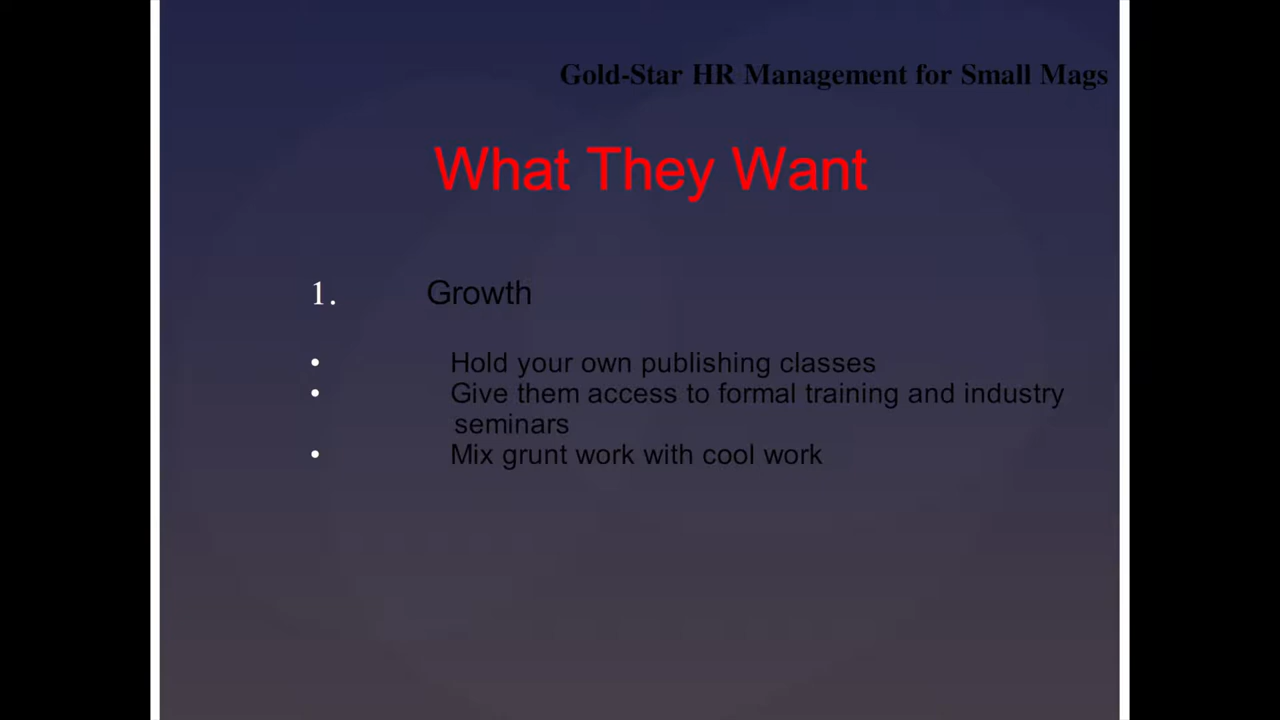 Gold-Star HR Management for Small Mags
What They Want
1. Growth
• Hold your own publishing classes
• Give them access to formal training and industry
seminars
• Mix grunt work with cool work